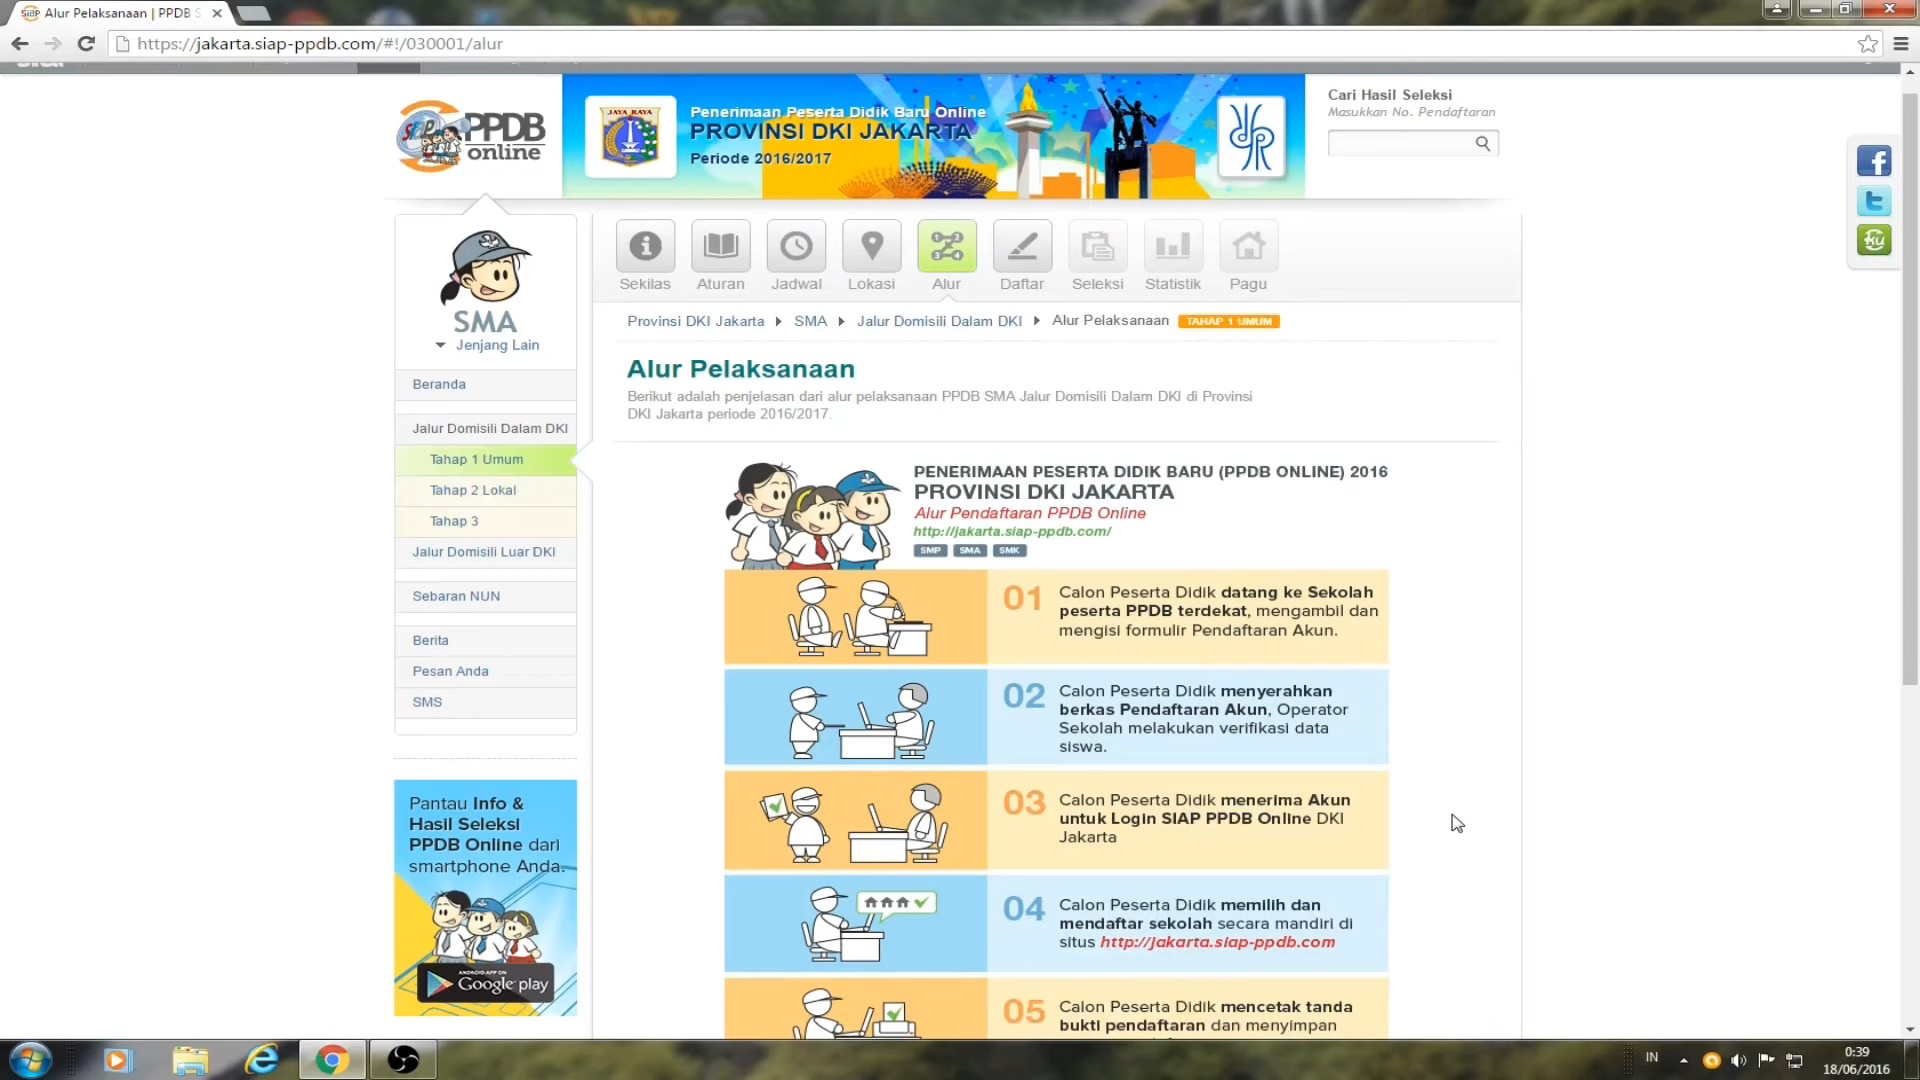 Alur Pelaksanaan | PPDB S
https://jakarta.siap-ppdb.com/#!/030001/alur
PPDB
online
JAYA RAYA
Penerimaan Peserta Didik Baru Online
PROVINSI DKI JAKARTA
Periode 2016/2017
Cari Hasil Seleksi
Masukkan No. Pendaftaran
SMA
Jenjang Lain
Beranda
Jalur Domisili Dalam DKI
Tahap 1 Umum
Tahap 2 Lokal
Tahap 3
Jalur Domisili Luar DKI
Sebaran NUN
Berita
Pesan Anda
SMS
Pantau Info &
Hasil Seleksi
PPDB Online dari
smartphone Anda.
ANDROID APP ON
Google play
Sekilas
Aturan
Jadwal
Lokasi
Alur
Daftar
Seleksi
Statistik
Pagu
Provinsi DKI Jakarta SMA Jalur Domisili Dalam DKI Alur Pelaksanaan TAHAP 1 UMUM
Alur Pelaksanaan
Berikut adalah penjelasan dari alur pelaksanaan PPDB SMA Jalur Domisili Dalam DKI di Provinsi
DKI Jakarta periode 2016/2017.
PENERIMAAN PESERTA DIDIK BARU (PPDB ONLINE) 2016
PROVINSI DKI JAKARTA
Alur Pendaftaran PPDB Online
http://jakarta.siap-ppdb.com/
SMP SMA SMK
01
Calon Peserta Didik datang ke Sekolah
peserta PPDB terdekat, mengambil dan
mengisi formulir Pendaftaran Akun.
02
Calon Peserta Didik menyerahkan
berkas Pendaftaran Akun, Operator
Sekolah melakukan verifikasi data
siswa.
03
Calon Peserta Didik menerima Akun
untuk Login SIAP PPDB Online DKI
Jakarta
04
Calon Peserta Didik memilih dan
mendaftar sekolah secara mandiri di
situs http://jakarta.siap-ppdb.com
05
Calon Peserta Didik mencetak tanda
bukti pendaftaran dan menyimpan
ku
IN
0:39
18/06/2016